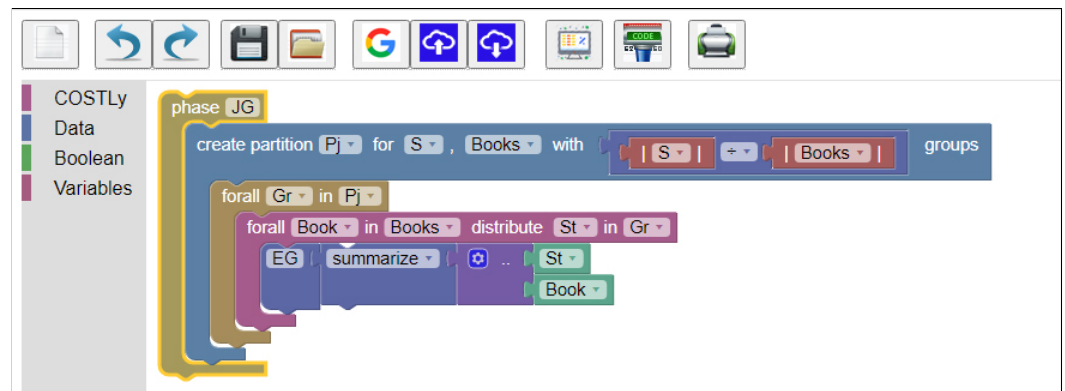 G CODE
COSTLy
Data
Boolean
Variables
phase JG
create partition Pj for S , Books with | S | ÷ | Books | groups
forall Gr in Pj
forall Book in Books distribute St in Gr
EG summarize .. St
Book